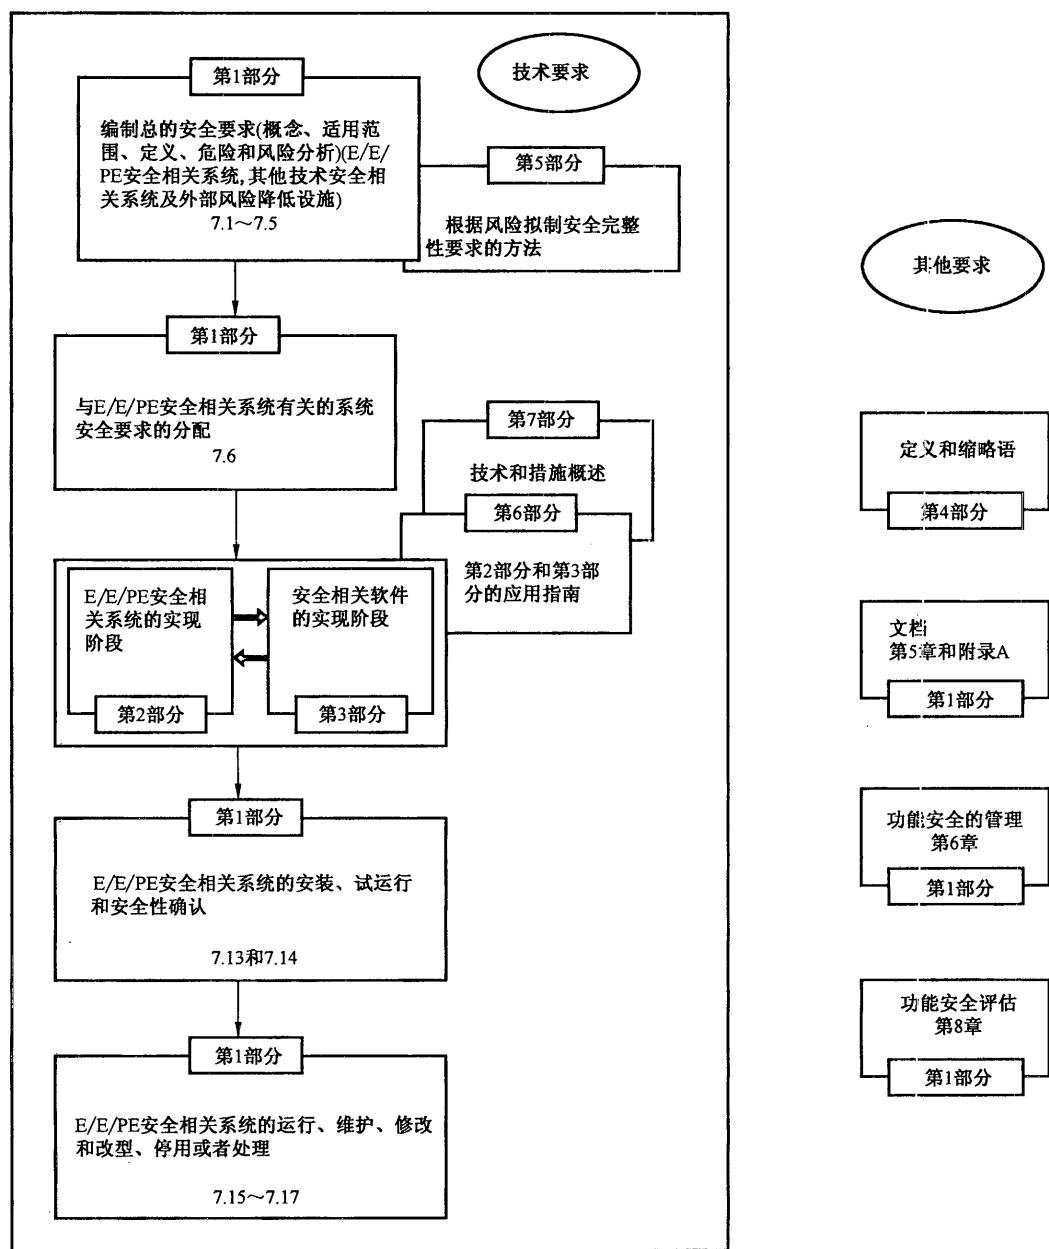 技术要求
第1部分
编制总的安全要求(概念、适用范
围、定义、危险和风险分析)(E/E/
PE安全相关系统,其他技术安全相
关系统及外部风险降低设施)
7.1～7.5
第5部分
根据风险拟制安全完整
性要求的方法
第1部分
与E/E/PE安全相关系统有关的系统
安全要求的分配
7.6
第7部分
技术和措施概述
第6部分
第2部分和第3部
分的应用指南
E/E/PE安全相
关系统的实现
阶段
第2部分
安全相关软件
的实现阶段
第3部分
第1部分
E/E/PE安全相关系统的安装、试运行
和安全性确认
7.13和7.14
第1部分
E/E/PE安全相关系统的运行、维护、修改
和改型、停用或者处理
7.15～7.17
其他要求
定义和缩略语
第4部分
文档
第5章和附录A
第1部分
功能安全的管理
第6章
第1部分
功能安全评估
第8章
第1部分